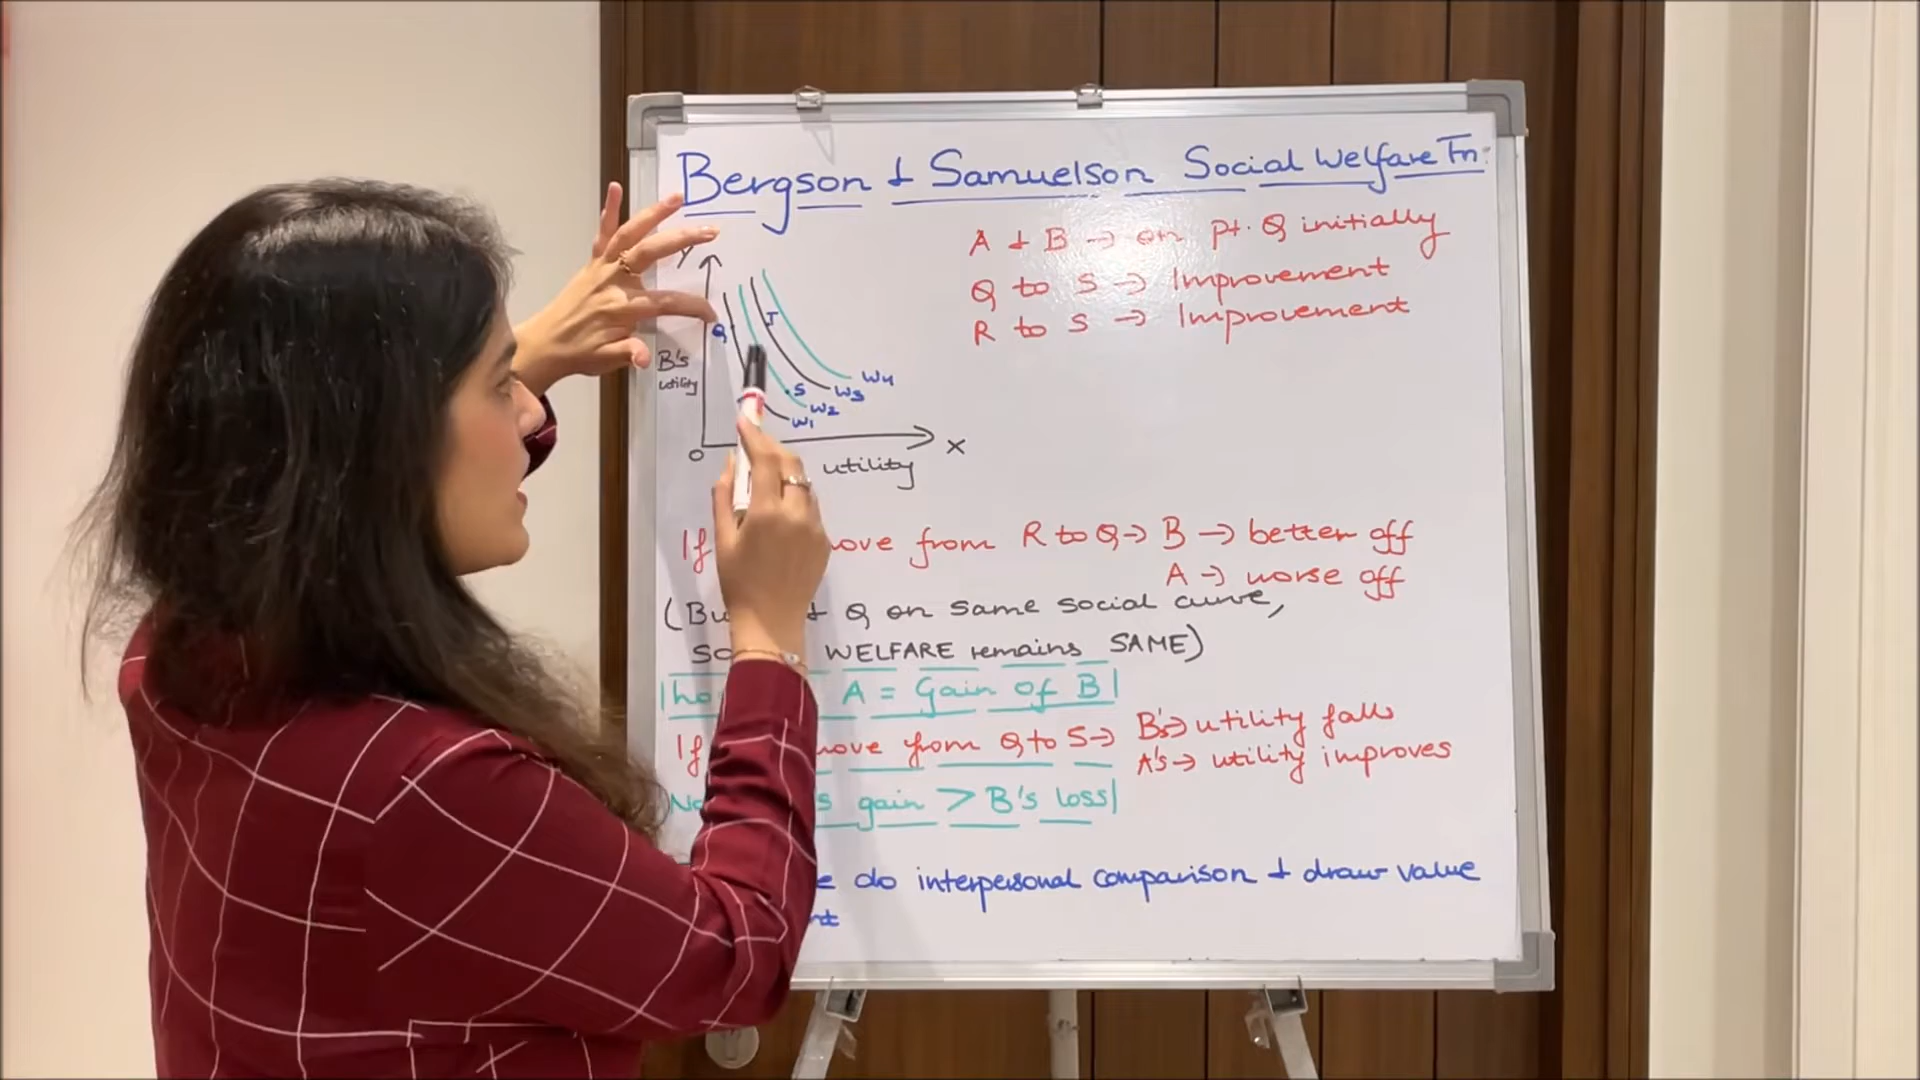 Bergson & Samuelson Social Welfare Fn:
A & B → on pt. Q initially
Q to S → Improvement
R to S → Improvement
Y
Q
J
B's
utility
S
W4
W3
W2
W1
O
utility
X
If ove from R to Q → B → better off
A → worse off
(Bu & Q on same social curve,
so WELFARE remains SAME)
A = Gain of B
If ove from Q to S → B's → utility falls
A's → utility improves
s gain > B's loss
e do interpersonal comparison & draw value
nt